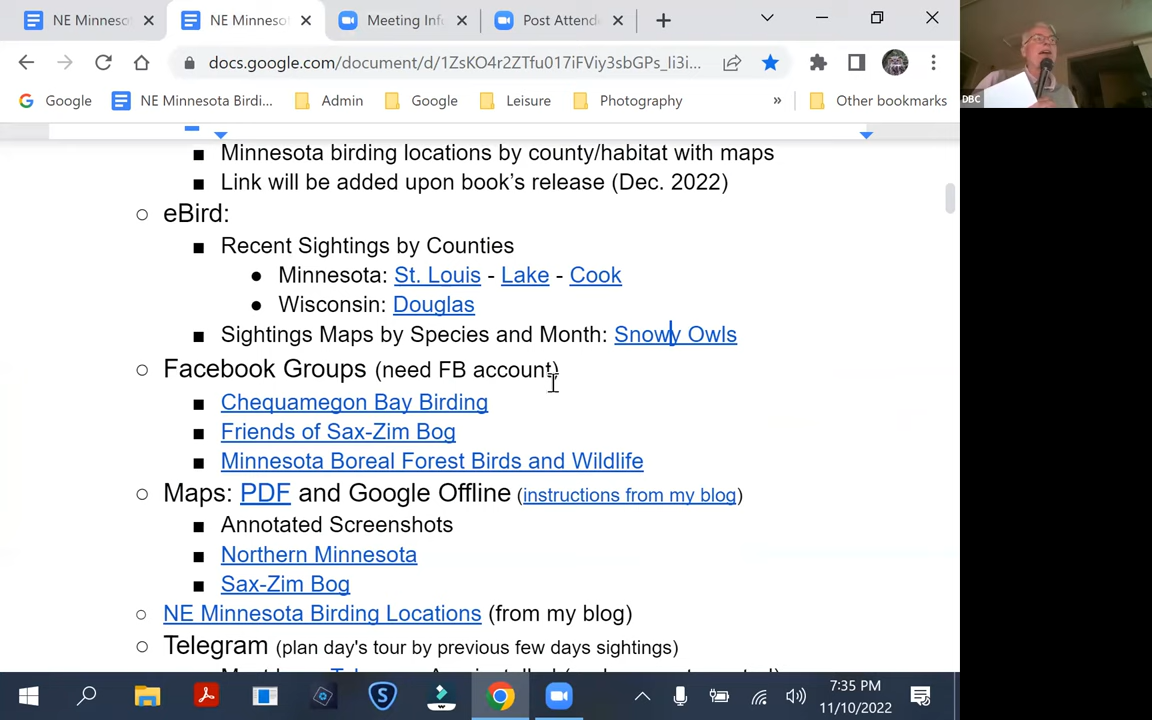 NE Minneso
NE Minneso
Meeting Inf
Post Attend
docs.google.com/document/d/1ZsKO4r2ZTfu017iFViy3sbGPs_Ii3i...
Google
NE Minnesota Birdi...
Admin
Google
Leisure
Photography
»
Other bookmarks
DBC
Minnesota birding locations by county/habitat with maps
Link will be added upon book's release (Dec. 2022)
eBird:
Recent Sightings by Counties
Minnesota: St. Louis - Lake - Cook
Wisconsin: Douglas
Sightings Maps by Species and Month: Snowy Owls
Facebook Groups (need FB account)
Chequamegon Bay Birding
Friends of Sax-Zim Bog
Minnesota Boreal Forest Birds and Wildlife
Maps: PDF and Google Offline (instructions from my blog)
Annotated Screenshots
Northern Minnesota
Sax-Zim Bog
NE Minnesota Birding Locations (from my blog)
Telegram (plan day's tour by previous few days sightings)
7:35 PM
11/10/2022